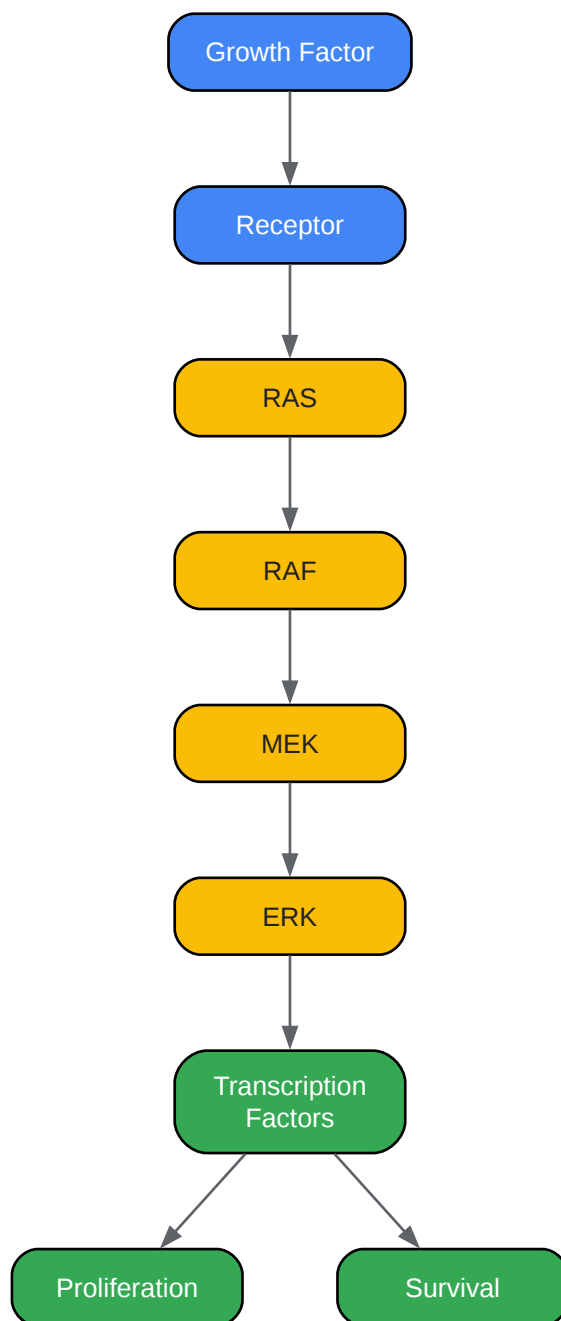 Growth Factor
Receptor
RAS
RAF
MEK
ERK
Transcription
Factors
Proliferation
Survival